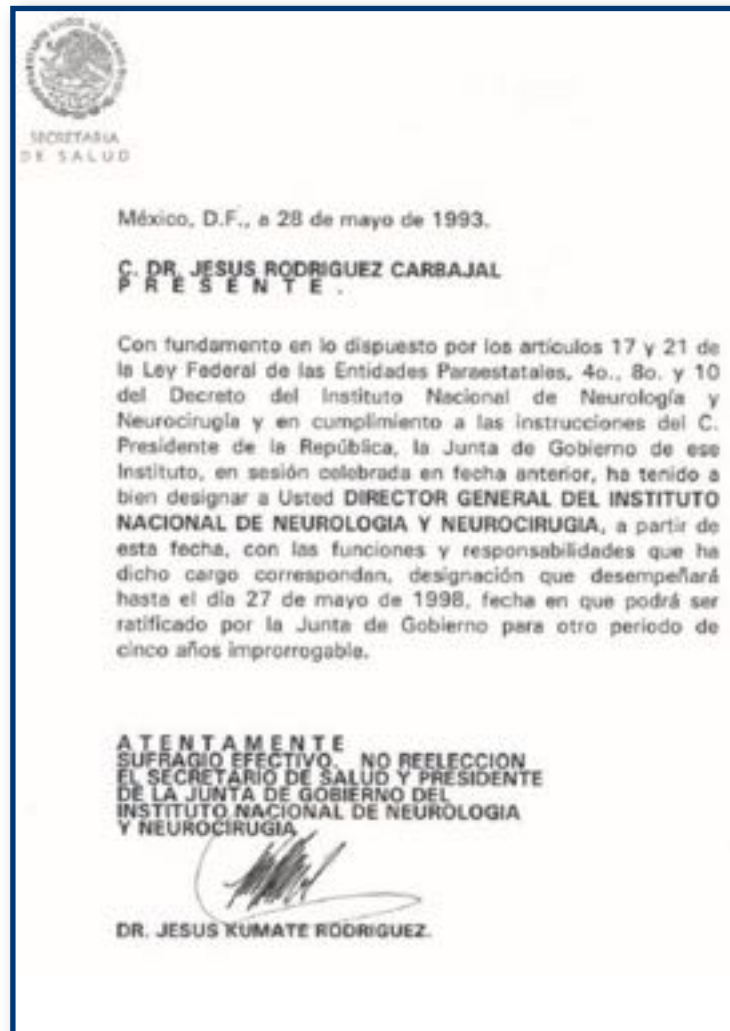 SECRETARIA
DE SALUD
México, D.F., a 28 de mayo de 1993.
C. DR. JESUS RODRIGUEZ CARBAJAL
P R E S E N T E .
Con fundamento en lo dispuesto por los artículos 17 y 21 de
la Ley Federal de las Entidades Paraestatales, 4o., 8o. y 10
del Decreto del Instituto Nacional de Neurología y
Neurocirugía y en cumplimiento a las instrucciones del C.
Presidente de la República, la Junta de Gobierno de ese
Instituto, en sesión celebrada en fecha anterior, ha tenido a
bien designar a Usted DIRECTOR GENERAL DEL INSTITUTO
NACIONAL DE NEUROLOGIA Y NEUROCIRUGIA, a partir de
esta fecha, con las funciones y responsabilidades que ha
dicho cargo correspondan, designación que desempeñará
hasta el día 27 de mayo de 1998, fecha en que podrá ser
ratificado por la Junta de Gobierno para otro periodo de
cinco años improrrogable.
A T E N T A M E N T E
SUFRAGIO EFECTIVO. NO REELECCION
EL SECRETARIO DE SALUD Y PRESIDENTE
DE LA JUNTA DE GOBIERNO DEL
INSTITUTO NACIONAL DE NEUROLOGIA
Y NEUROCIRUGIA
DR. JESUS KUMATE RODRIGUEZ.